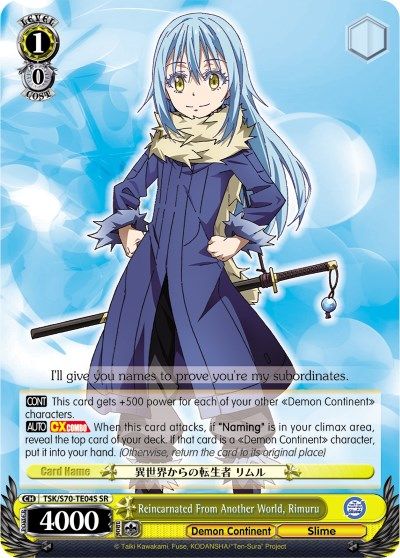 LEVEL
1
0
COST
I'll give you names to prove you're my subordinates.
CONT This card gets +500 power for each of your other «Demon Continent»
characters.
AUTO CXCOMBO When this card attacks, if "Naming" is in your climax area,
reveal the top card of your deck. If that card is a «Demon Continent» character,
put it into your hand. (Otherwise, return the card to its original place)
Card Name 異世界からの転生者 リムル
CH TSK/S70-TE04S SR
Reincarnated From Another World, Rimuru
POWER 4000 SOUL
Demon Continent Slime
© Taiki Kawakami, Fuse, KODANSHA/"Ten-Sura" Project